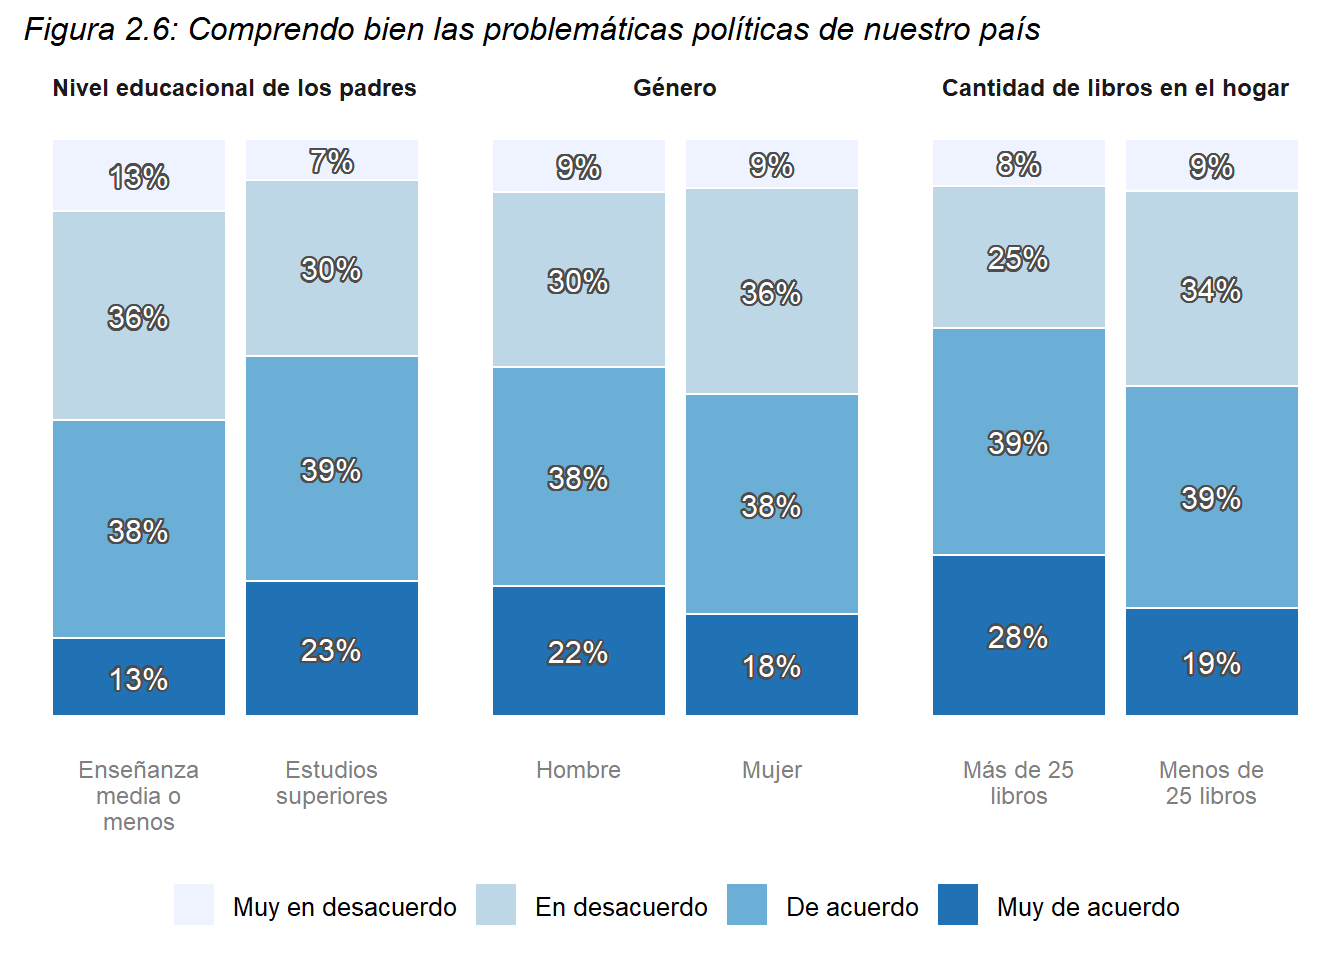 Figura 2.6: Comprendo bien las problemáticas políticas de nuestro país
Nivel educacional de los padres
13%
36%
38%
13%
7%
30%
39%
23%
Enseñanza
media o
menos
Estudios
superiores
Género
9%
30%
38%
22%
9%
36%
38%
18%
Hombre
Mujer
Cantidad de libros en el hogar
8%
25%
39%
28%
9%
34%
39%
19%
Más de 25
libros
Menos de
25 libros
Muy en desacuerdo
En desacuerdo
De acuerdo
Muy de acuerdo